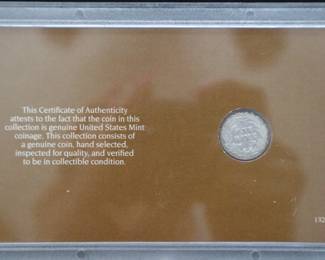 This Certificate of Authenticity
attests to the fact that the coin in this
collection is genuine United States Mint
coinage. This collection consists of
a genuine coin, hand selected,
inspected for quality, and verified
to be in collectible condition.